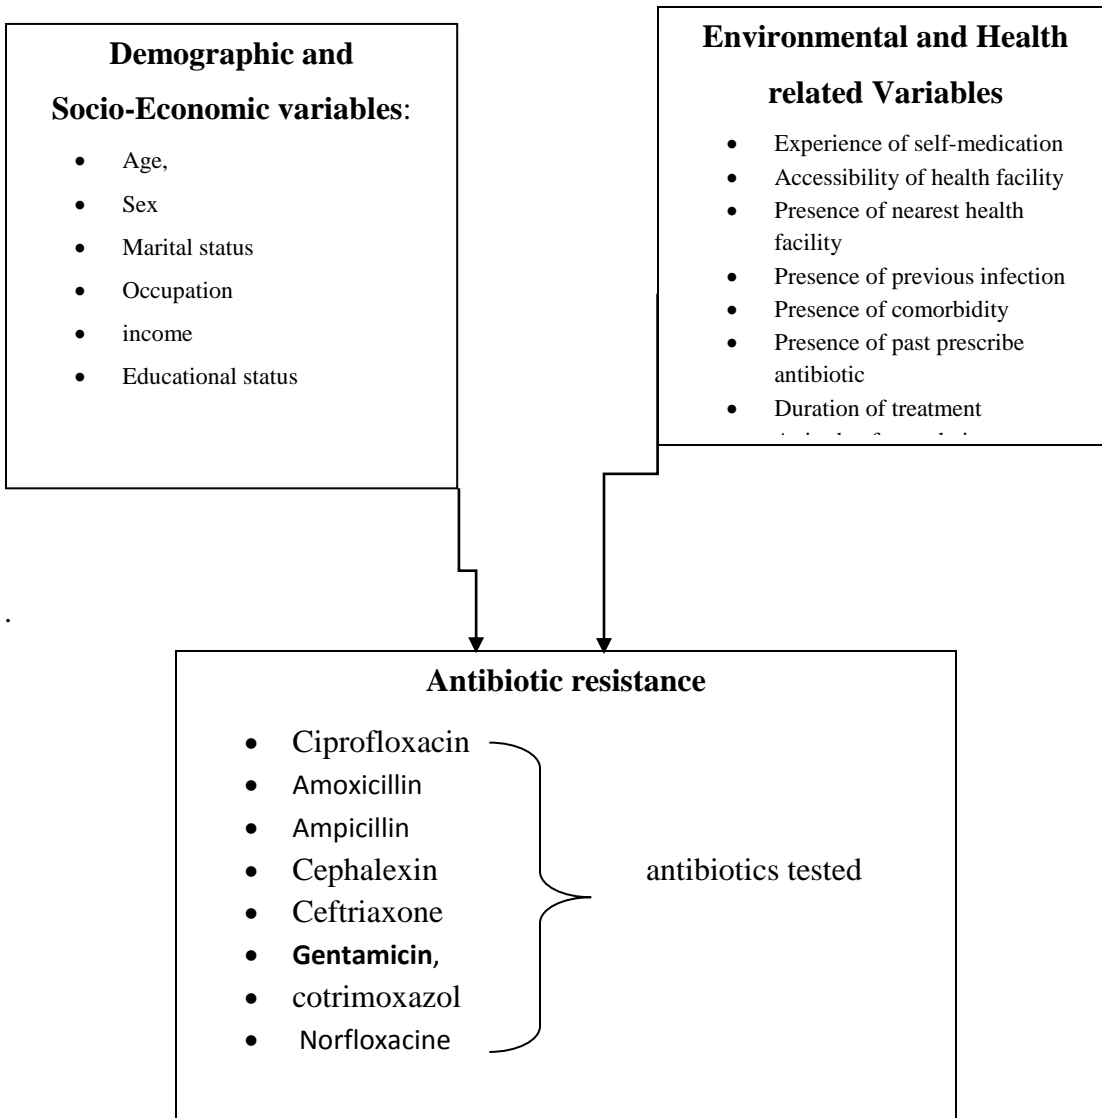 Demographic and
Socio-Economic variables:
• Age,
• Sex
• Marital status
• Occupation
• income
• Educational status
Environmental and Health
related Variables
• Experience of self-medication
• Accessibility of health facility
• Presence of nearest health
facility
• Presence of previous infection
• Presence of comorbidity
• Presence of past prescribe
antibiotic
• Duration of treatment
.
Antibiotic resistance
• Ciprofloxacin
• Amoxicillin
• Ampicillin
• Cephalexin
antibiotics tested
• Ceftriaxone
• Gentamicin,
• cotrimoxazol
• Norfloxacine